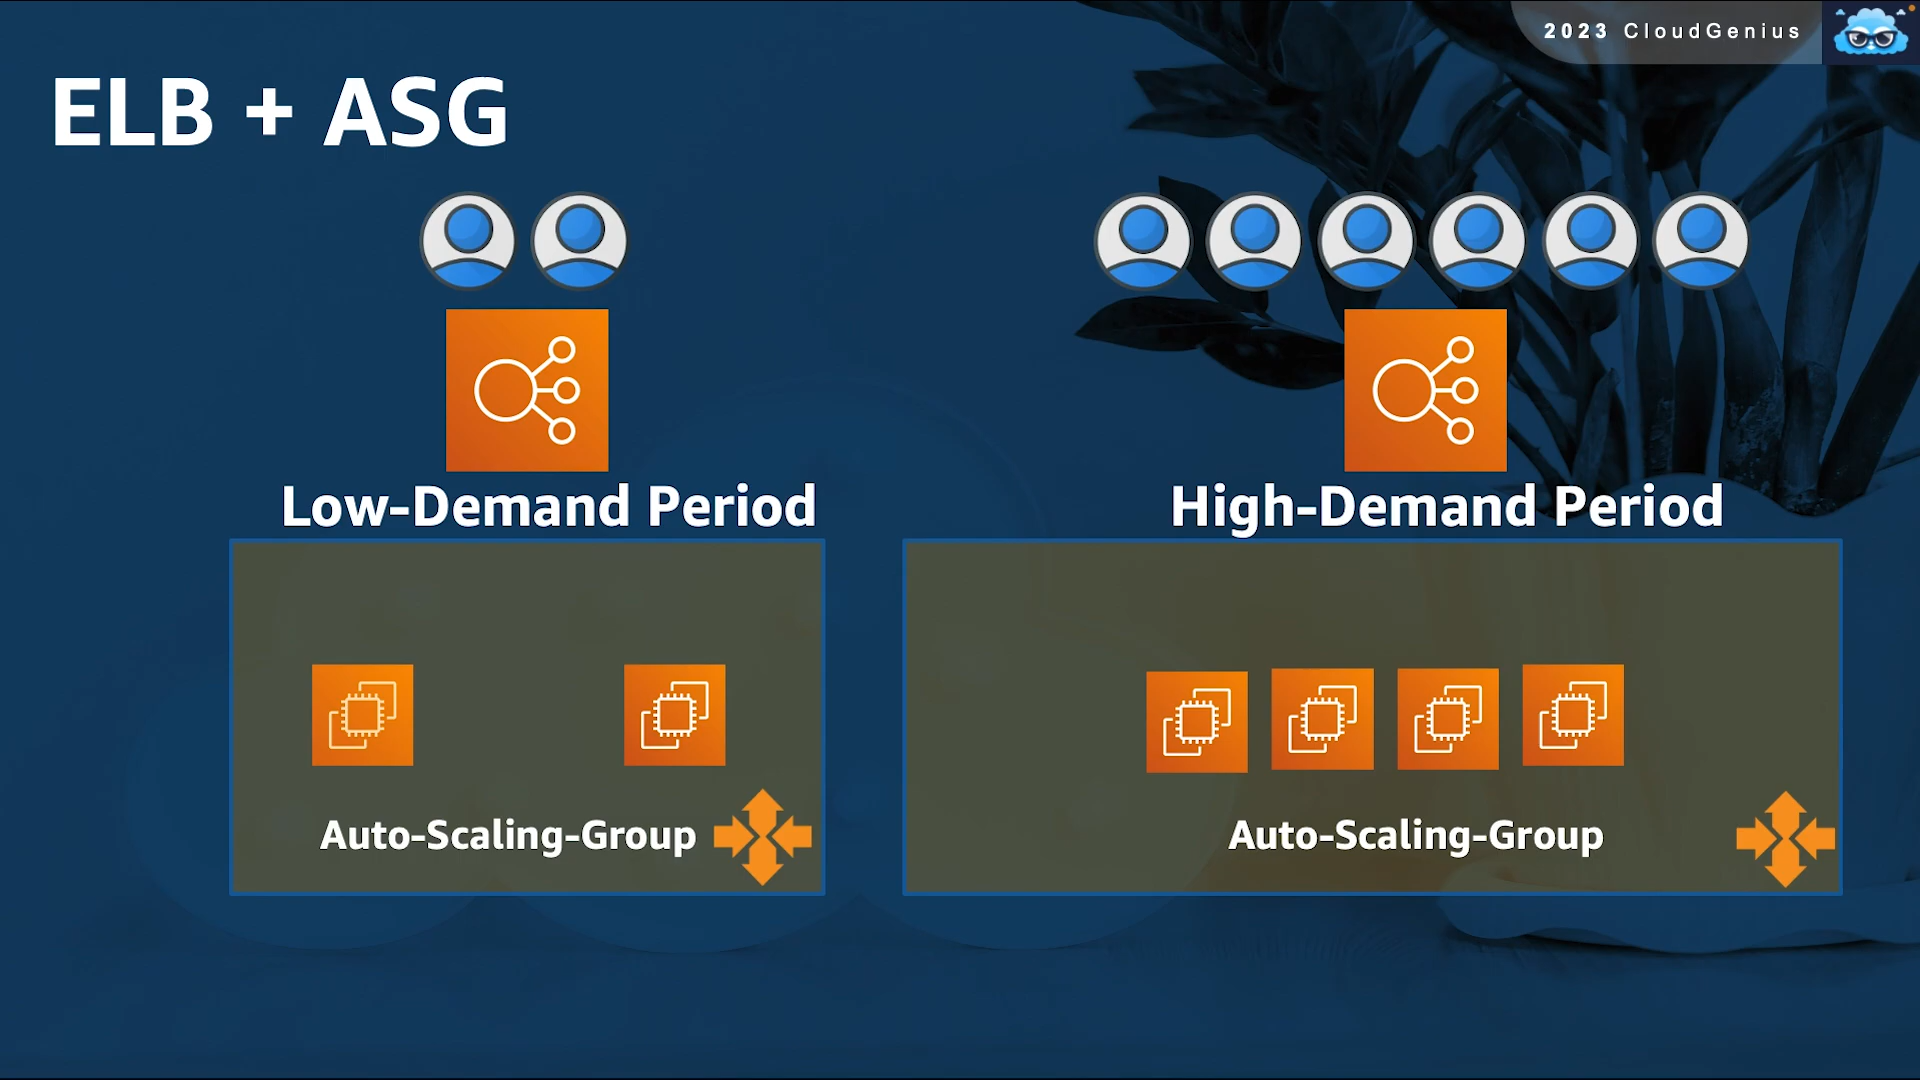 2023 CloudGenius
ELB + ASG
Low-Demand Period
High-Demand Period
Auto-Scaling-Group
Auto-Scaling-Group